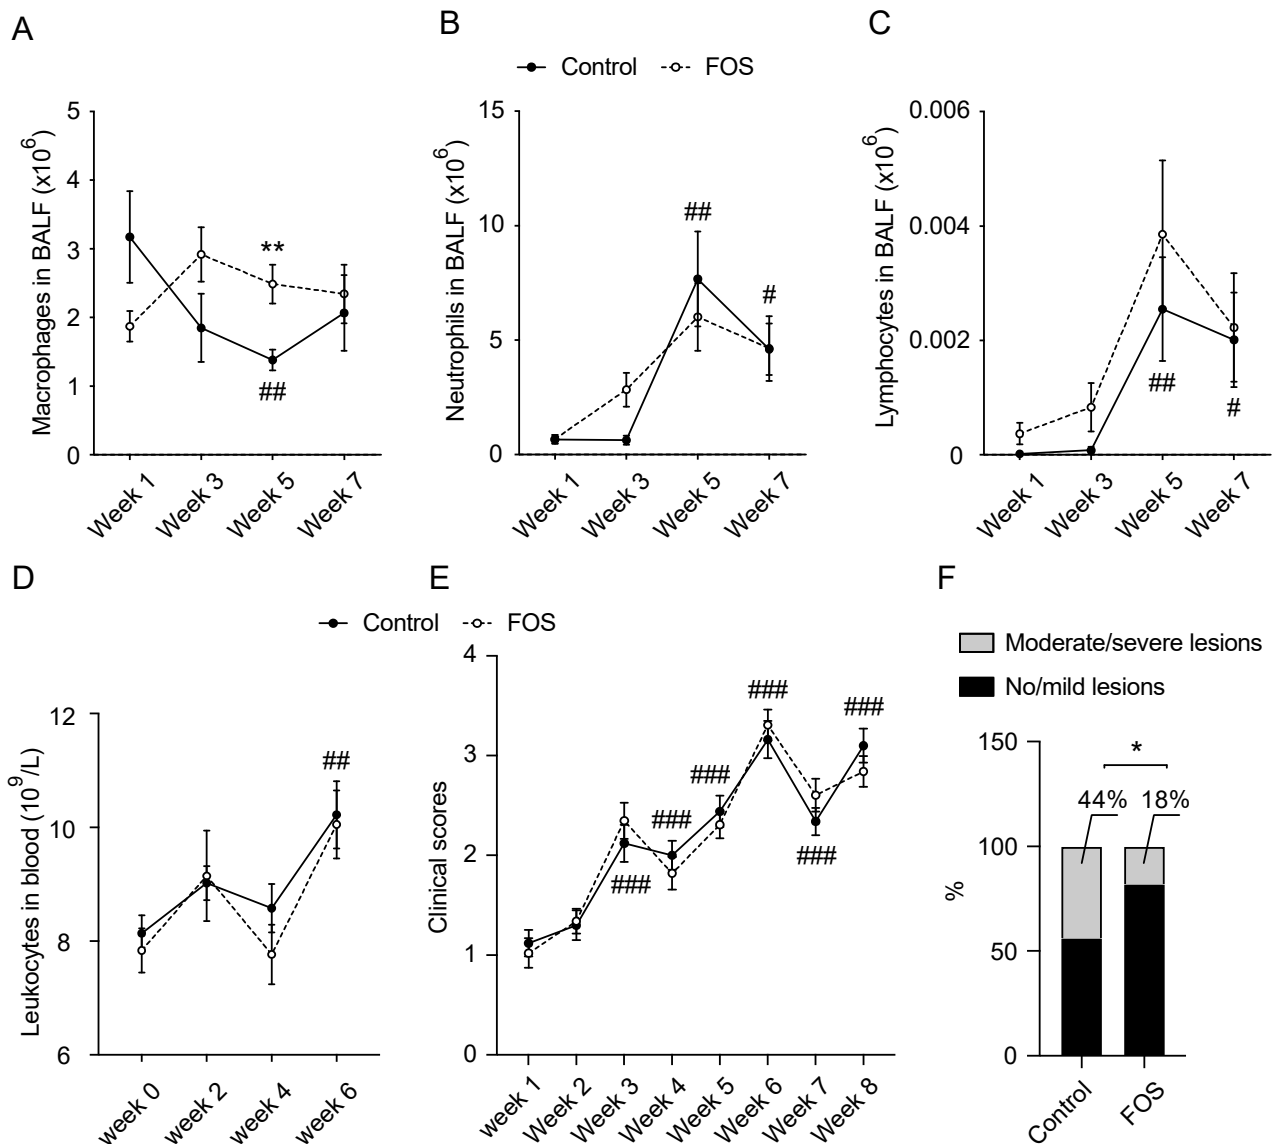 A
B
C
Control
FOS
Macrophages in BALF (x10^6)
5
4
3
2
1
0
**
##
Week 1
Week 3
Week 5
Week 7
Neutrophils in BALF (x10^6)
15
10
5
0
##
#
Week 1
Week 3
Week 5
Week 7
Lymphocytes in BALF (x10^6)
0.006
0.004
0.002
0
##
#
Week 1
Week 3
Week 5
Week 7
D
E
F
Control
FOS
Leukocytes in blood (10^9/L)
12
10
8
6
##
week 0
week 2
week 4
week 6
Clinical scores
4
3
2
1
0
###
###
###
###
###
###
week 1
Week 2
Week 3
Week 4
Week 5
Week 6
Week 7
Week 8
Moderate/severe lesions
No/mild lesions
%
150
100
50
0
*
44%
18%
Control
FOS